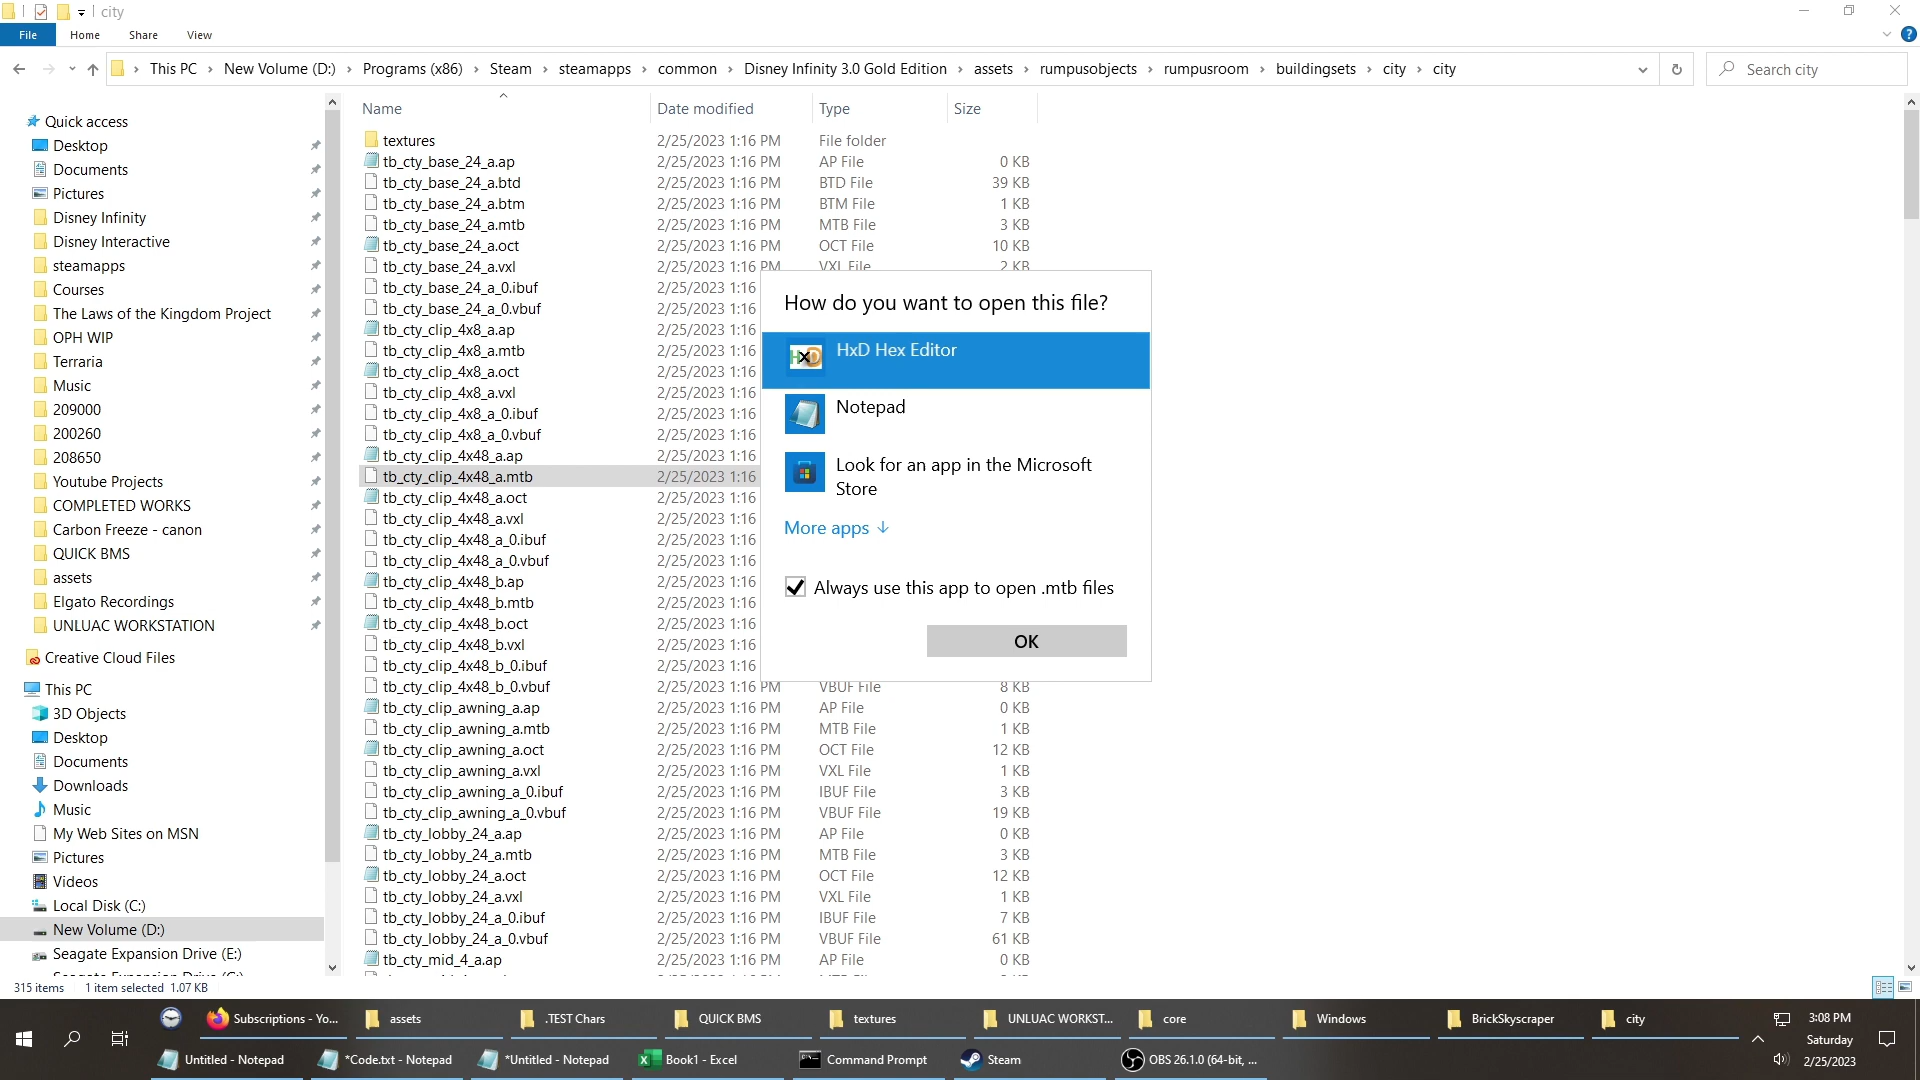 city
File
Home
Share
View
This PC
New Volume (D:)
Programs (x86)
Steam
steamapps
common
Disney Infinity 3.0 Gold Edition
assets
rumpusobjects
rumpusroom
buildingsets
city
city
Search city
Quick access
Desktop
Documents
Pictures
Disney Infinity
Disney Interactive
steamapps
Courses
The Laws of the Kingdom Project
OPH WIP
Terraria
Music
209000
200260
208650
Youtube Projects
COMPLETED WORKS
Carbon Freeze - canon
QUICK BMS
assets
Elgato Recordings
UNLUAC WORKSTATION
Creative Cloud Files
This PC
3D Objects
Desktop
Documents
Downloads
Music
My Web Sites on MSN
Pictures
Videos
Local Disk (C:)
New Volume (D:)
Seagate Expansion Drive (E:)
Name Date modified Type Size
textures 2/25/2023 1:16 PM File folder
tb_cty_base_24_a.ap 2/25/2023 1:16 PM AP File 0 KB
tb_cty_base_24_a.btd 2/25/2023 1:16 PM BTD File 39 KB
tb_cty_base_24_a.btm 2/25/2023 1:16 PM BTM File 1 KB
tb_cty_base_24_a.mtb 2/25/2023 1:16 PM MTB File 3 KB
tb_cty_base_24_a.oct 2/25/2023 1:16 PM OCT File 10 KB
tb_cty_base_24_a.vxl 2/25/2023 1:16 PM VXL File 2 KB
tb_cty_base_24_a_0.ibuf 2/25/2023 1:16
tb_cty_base_24_a_0.vbuf 2/25/2023 1:16
tb_cty_clip_4x8_a.ap 2/25/2023 1:16
tb_cty_clip_4x8_a.mtb 2/25/2023 1:16
tb_cty_clip_4x8_a.oct 2/25/2023 1:16
tb_cty_clip_4x8_a.vxl 2/25/2023 1:16
tb_cty_clip_4x8_a_0.ibuf 2/25/2023 1:16
tb_cty_clip_4x8_a_0.vbuf 2/25/2023 1:16
tb_cty_clip_4x48_a.ap 2/25/2023 1:16
tb_cty_clip_4x48_a.mtb 2/25/2023 1:16
tb_cty_clip_4x48_a.oct 2/25/2023 1:16
tb_cty_clip_4x48_a.vxl 2/25/2023 1:16
tb_cty_clip_4x48_a_0.ibuf 2/25/2023 1:16
tb_cty_clip_4x48_a_0.vbuf 2/25/2023 1:16
tb_cty_clip_4x48_b.ap 2/25/2023 1:16
tb_cty_clip_4x48_b.mtb 2/25/2023 1:16
tb_cty_clip_4x48_b.oct 2/25/2023 1:16
tb_cty_clip_4x48_b.vxl 2/25/2023 1:16
tb_cty_clip_4x48_b_0.ibuf 2/25/2023 1:16
tb_cty_clip_4x48_b_0.vbuf 2/25/2023 1:16 PM VBUF File 8 KB
tb_cty_clip_awning_a.ap 2/25/2023 1:16 PM AP File 0 KB
tb_cty_clip_awning_a.mtb 2/25/2023 1:16 PM MTB File 1 KB
tb_cty_clip_awning_a.oct 2/25/2023 1:16 PM OCT File 12 KB
tb_cty_clip_awning_a.vxl 2/25/2023 1:16 PM VXL File 1 KB
tb_cty_clip_awning_a_0.ibuf 2/25/2023 1:16 PM IBUF File 3 KB
tb_cty_clip_awning_a_0.vbuf 2/25/2023 1:16 PM VBUF File 19 KB
tb_cty_lobby_24_a.ap 2/25/2023 1:16 PM AP File 0 KB
tb_cty_lobby_24_a.mtb 2/25/2023 1:16 PM MTB File 3 KB
tb_cty_lobby_24_a.oct 2/25/2023 1:16 PM OCT File 12 KB
tb_cty_lobby_24_a.vxl 2/25/2023 1:16 PM VXL File 1 KB
tb_cty_lobby_24_a_0.ibuf 2/25/2023 1:16 PM IBUF File 7 KB
tb_cty_lobby_24_a_0.vbuf 2/25/2023 1:16 PM VBUF File 61 KB
tb_cty_mid_4_a.ap 2/25/2023 1:16 PM AP File 0 KB
How do you want to open this file?
HxD
HxD Hex Editor
Notepad
Look for an app in the Microsoft
Store
More apps
Always use this app to open .mtb files
OK
315 items 1 item selected 1.07 KB
Subscriptions - Yo...
assets
.TEST Chars
QUICK BMS
textures
UNLUAC WORKST...
core
Windows
BrickSkyscraper
city
Untitled - Notepad
*Code.txt - Notepad
*Untitled - Notepad
Book1 - Excel
Command Prompt
Steam
OBS 26.1.0 (64-bit, ...
3:08 PM
Saturday
2/25/2023